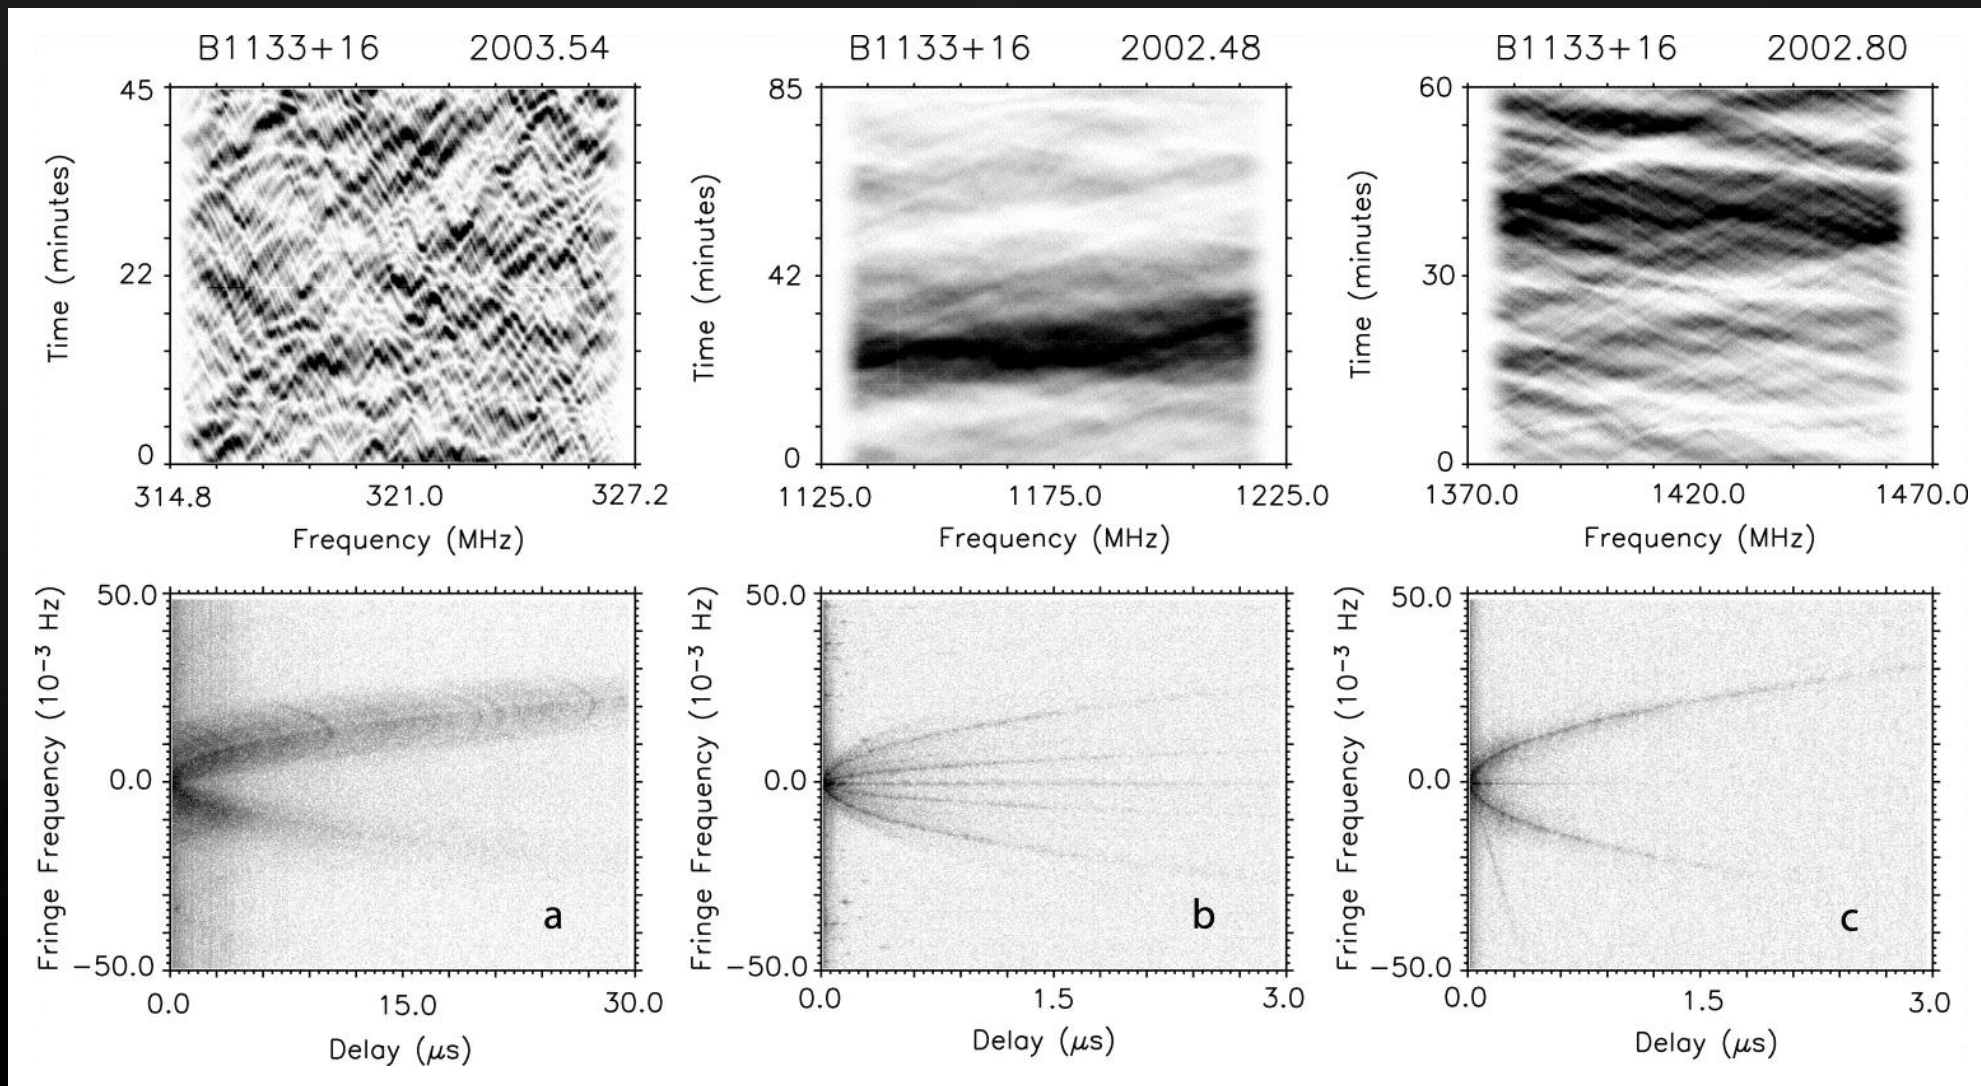 B1133+16 2003.54
45
22
0
Time (minutes)
314.8 321.0 327.2
Frequency (MHz)
B1133+16 2002.48
85
42
0
Time (minutes)
1125.0 1175.0 1225.0
Frequency (MHz)
B1133+16 2002.80
60
30
0
Time (minutes)
1370.0 1420.0 1470.0
Frequency (MHz)
50.0
0.0
−50.0
Fringe Frequency (10⁻³ Hz)
a
0.0 15.0 30.0
Delay (μs)
50.0
0.0
−50.0
Fringe Frequency (10⁻³ Hz)
b
0.0 1.5 3.0
Delay (μs)
50.0
0.0
−50.0
Fringe Frequency (10⁻³ Hz)
c
0.0 1.5 3.0
Delay (μs)